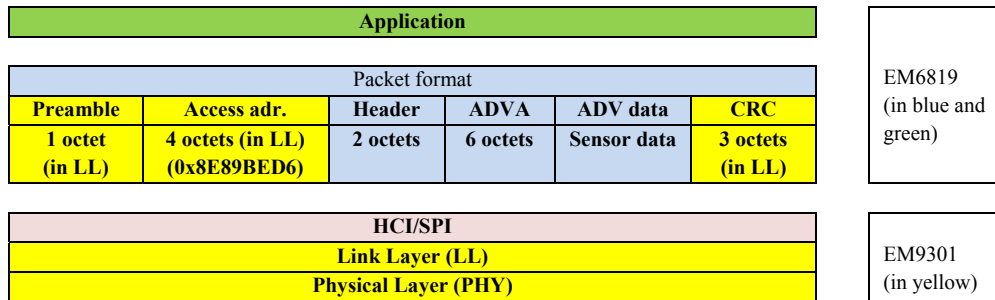 Application
Packet format
Preamble Access adr. Header ADVA ADV data CRC
1 octet 4 octets (in LL) 2 octets 6 octets Sensor data 3 octets
(in LL) (0x8E89BED6) (in LL)
HCI/SPI
Link Layer (LL)
Physical Layer (PHY)
EM6819
(in blue and
green)
EM9301
(in yellow)